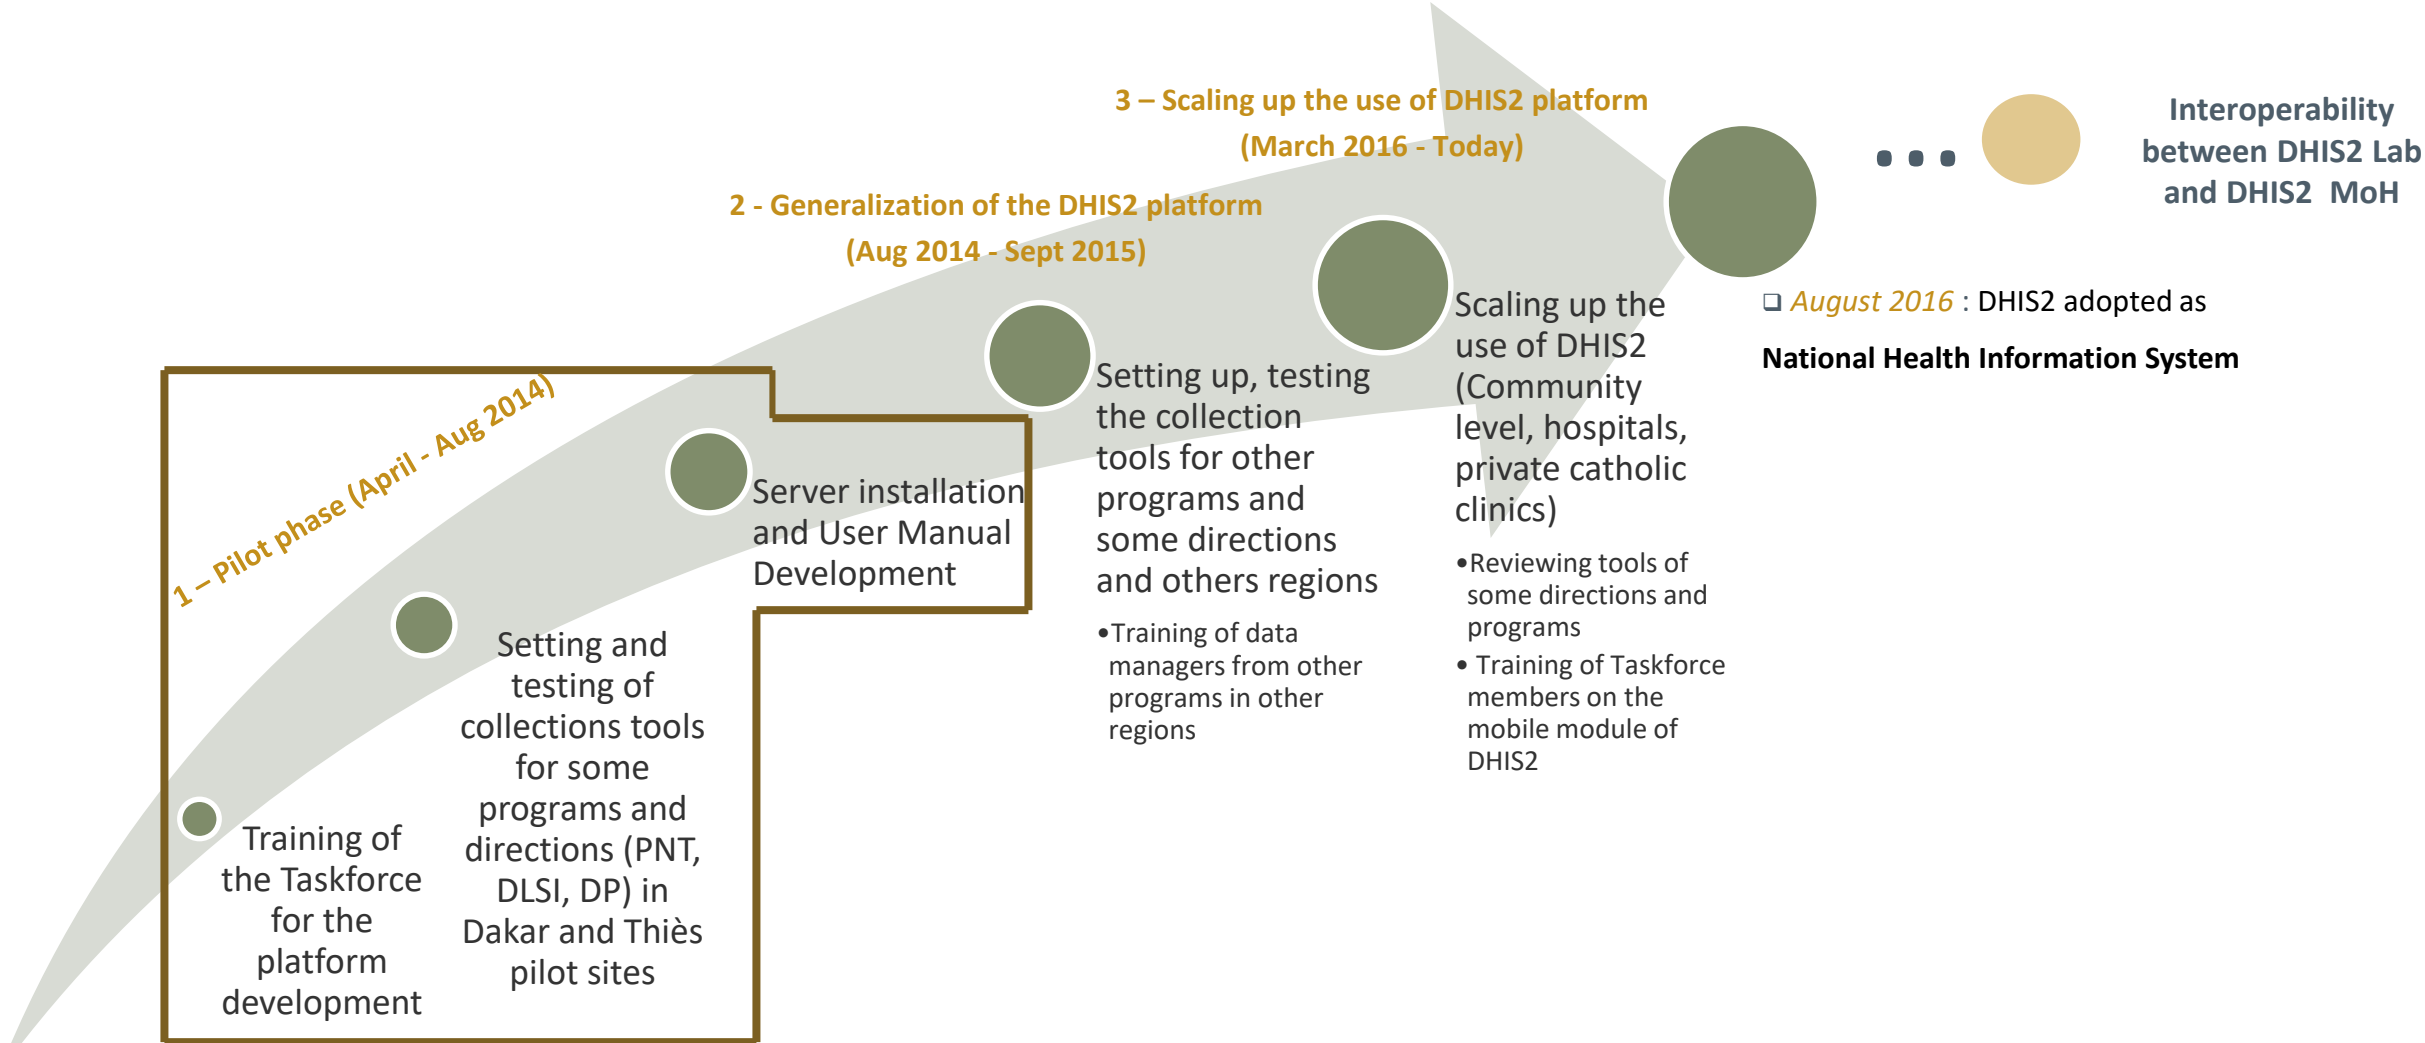 1 – Pilot phase (April - Aug 2014)
Training of
the Taskforce
for the
platform
development
Setting and
testing of
collections tools
for some
programs and
directions (PNT,
DLSI, DP) in
Dakar and Thiès
pilot sites
Server installation
and User Manual
Development
2 - Generalization of the DHIS2 platform
(Aug 2014 - Sept 2015)
Setting up, testing
the collection
tools for other
programs and
some directions
and others regions
•Training of data
managers from other
programs in other
regions
3 – Scaling up the use of DHIS2 platform
(March 2016 - Today)
Scaling up the
use of DHIS2
(Community
level, hospitals,
private catholic
clinics)
•Reviewing tools of
some directions and
programs
• Training of Taskforce
members on the
mobile module of
DHIS2
❑ August 2016 : DHIS2 adopted as
National Health Information System
...
Interoperability
between DHIS2 Lab
and DHIS2 MoH